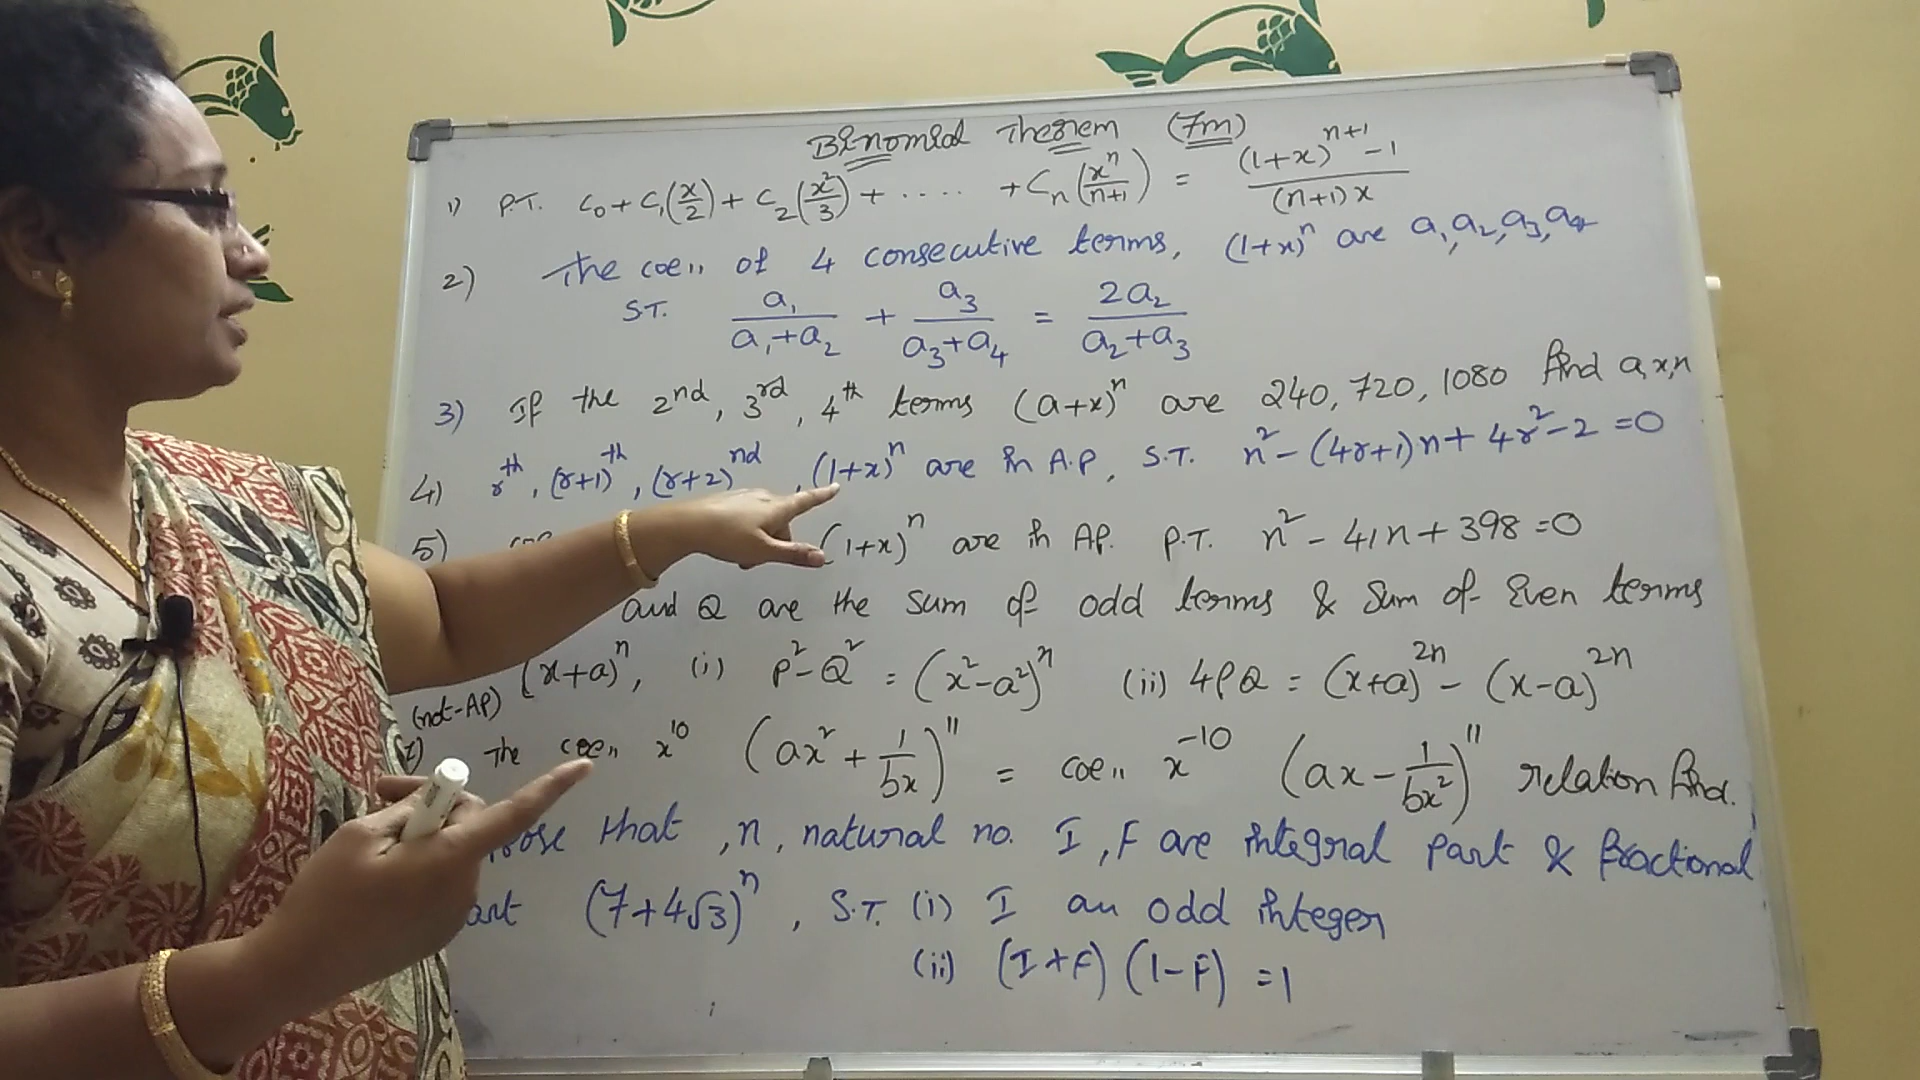 Binomial Theorem (7m)
1) P.T. C₀ + C₁(x/2) + C₂(x²/3) + ..... + Cₙ(xⁿ/n+1) = (1+x)ⁿ⁺¹ - 1 / (n+1)x
2) The coe,, of 4 consecutive terms, (1+x)ⁿ are a₁, a₂, a₃, a₄
S.T. a₁/(a₁+a₂) + a₃/(a₃+a₄) = 2a₂/(a₂+a₃)
3) If the 2nd, 3rd, 4th terms (a+x)ⁿ are 240, 720, 1080 find a, x, n
4) rth, (r+1)th, (r+2)nd, (1+x)ⁿ are in A.P, S.T. n² - (4r+1)n + 4r² - 2 = 0
5) (1+x)ⁿ are in AP. P.T. n² - 41n + 398 = 0
and Q are the sum of odd terms & Sum of Even terms
(x+a)ⁿ, (i) P² - Q² = (x² - a²)ⁿ (ii) 4PQ = (x+a)²ⁿ - (x-a)²ⁿ
(not-AP)
The coe,, x¹⁰ (ax² + 1/bx)¹¹ = coe,, x⁻¹⁰ (ax - 1/bx²)¹¹ relation find.
that, n, natural no. I, F are integral part & fractional
(7+4√3)ⁿ, S.T. (i) I an odd integer
(ii) (I+F) (1-F) = 1